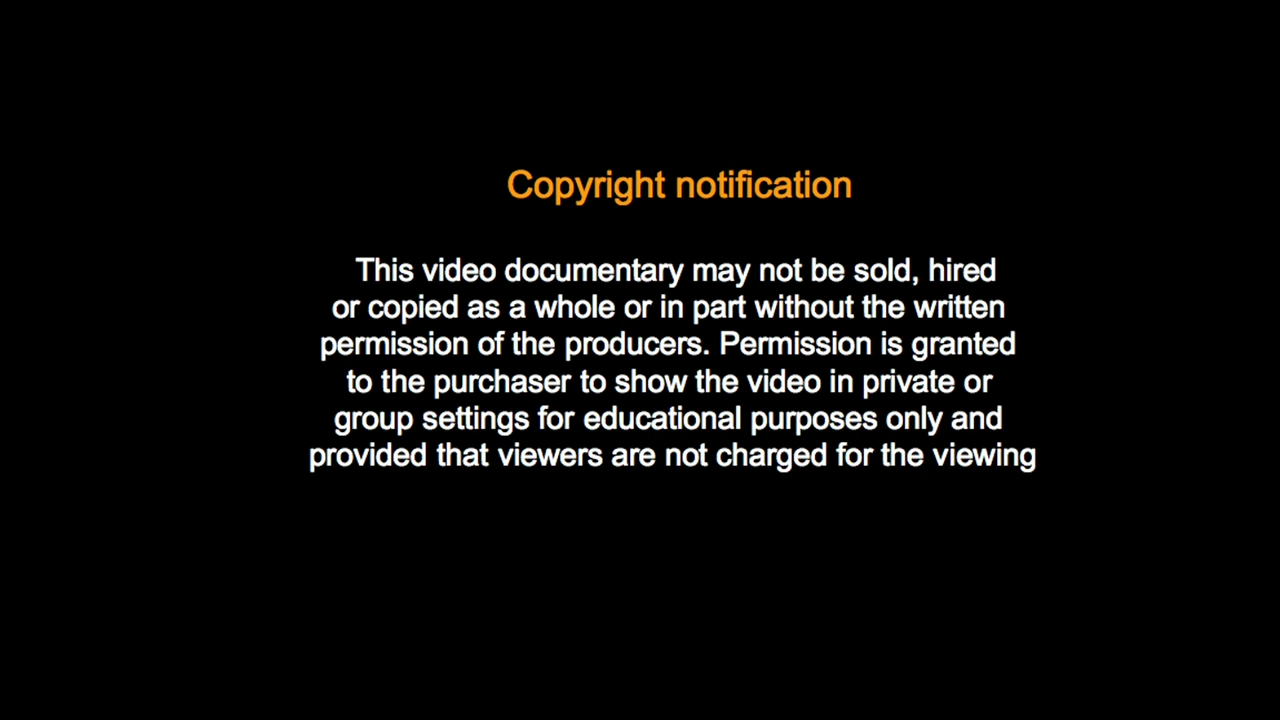 Copyright notification
This video documentary may not be sold, hired
or copied as a whole or in part without the written
permission of the producers. Permission is granted
to the purchaser to show the video in private or
group settings for educational purposes only and
provided that viewers are not charged for the viewing